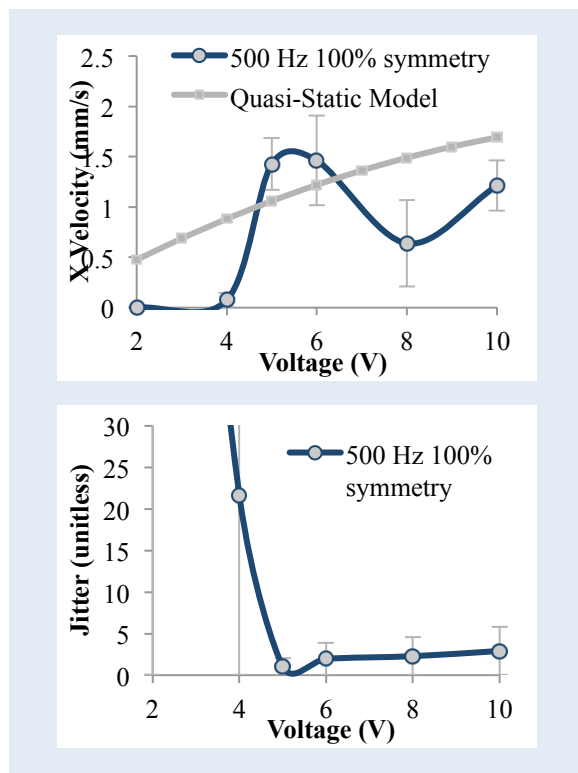 2.5
500 Hz 100% symmetry
2
Quasi-Static Model
1.5
1
0.5
0
X Velocity (mm/s)
2 4 6 8 10
Voltage (V)
30
500 Hz 100%
symmetry
25
20
15
10
5
0
Jitter (unitless)
2 4 6 8 10
Voltage (V)